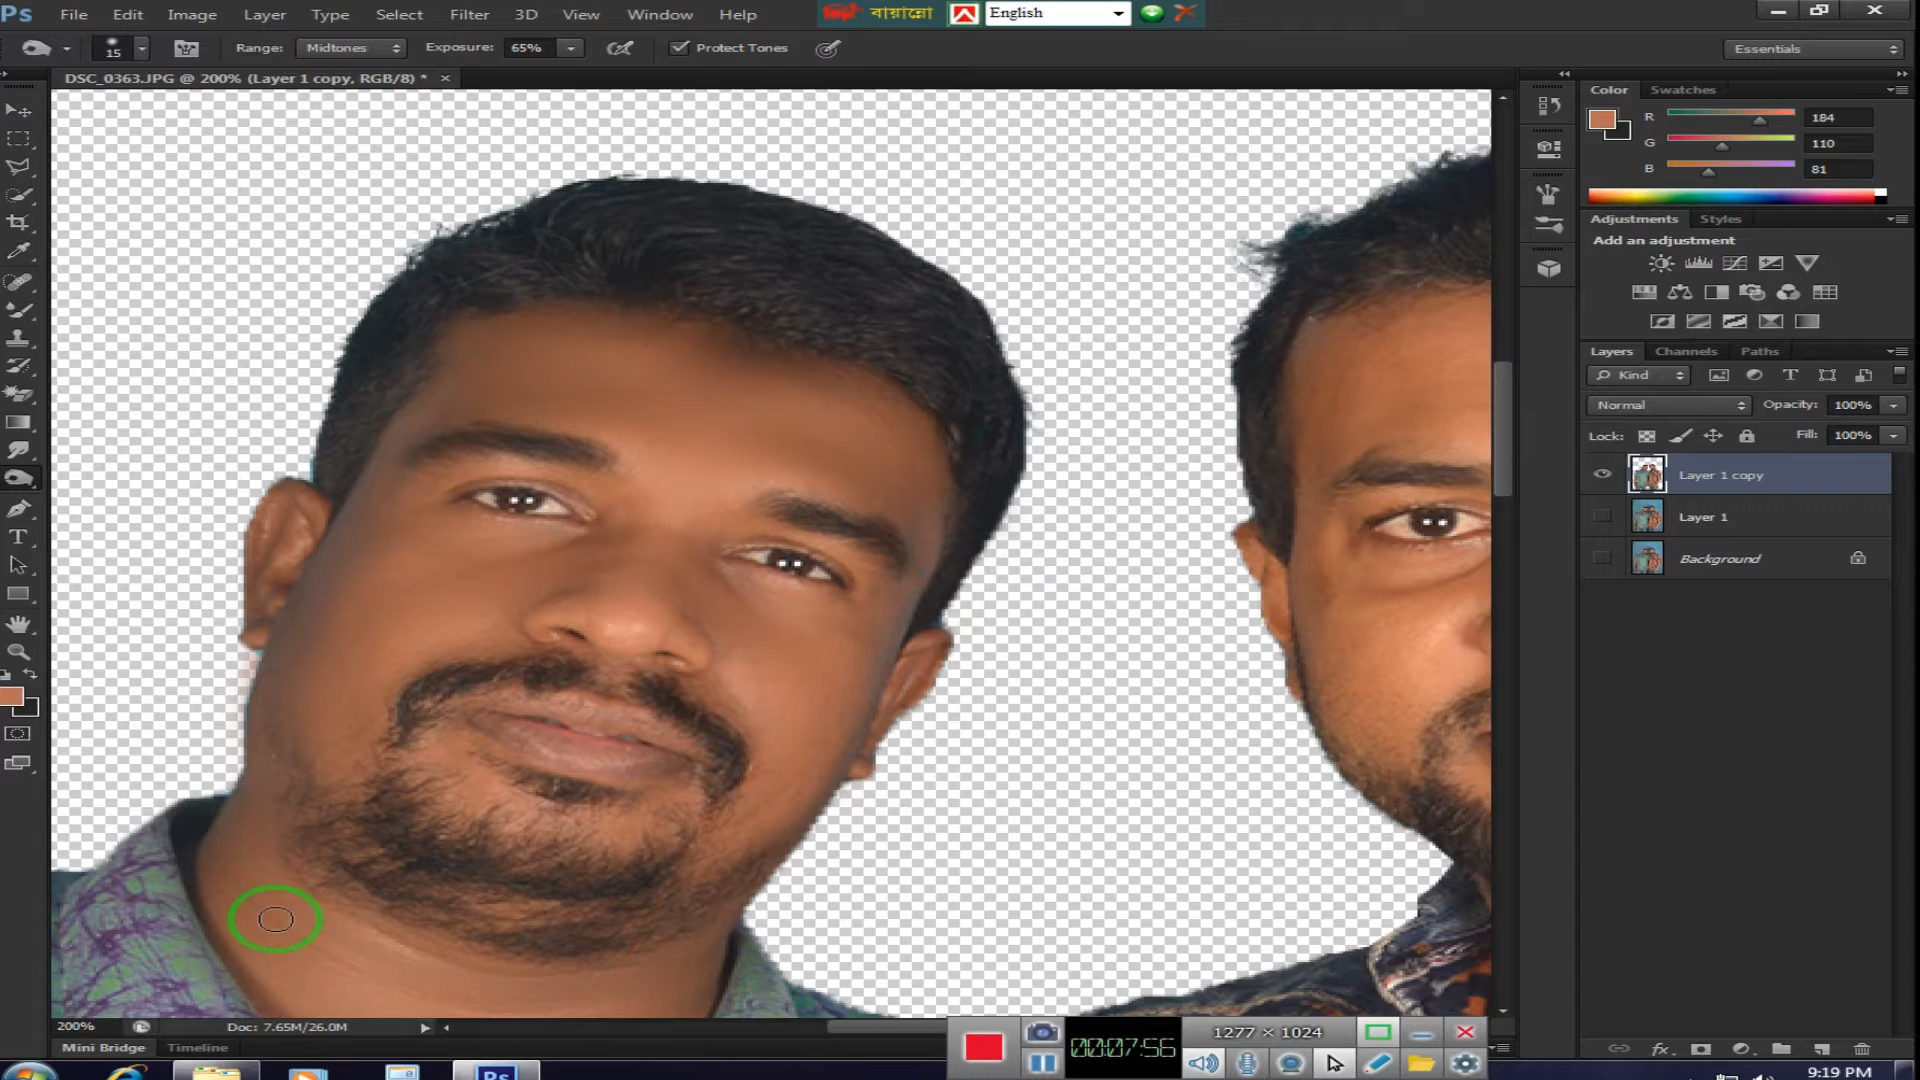 Ps File Edit Image Layer Type Select Filter 3D View Window Help
বায়ান্নো English
15 Range: Midtones Exposure: 65% Protect Tones Essentials
DSC_0363.JPG @ 200% (Layer 1 copy, RGB/8) * ×
Color Swatches
R 184
G 110
B 81
Adjustments Styles
Add an adjustment
Layers Channels Paths
Kind
Normal Opacity: 100%
Lock: Fill: 100%
Layer 1 copy
Layer 1
Background
200% Doc: 7.65M/26.0M
Mini Bridge Timeline
00:07:56 1277 × 1024
Ps
9:19 PM